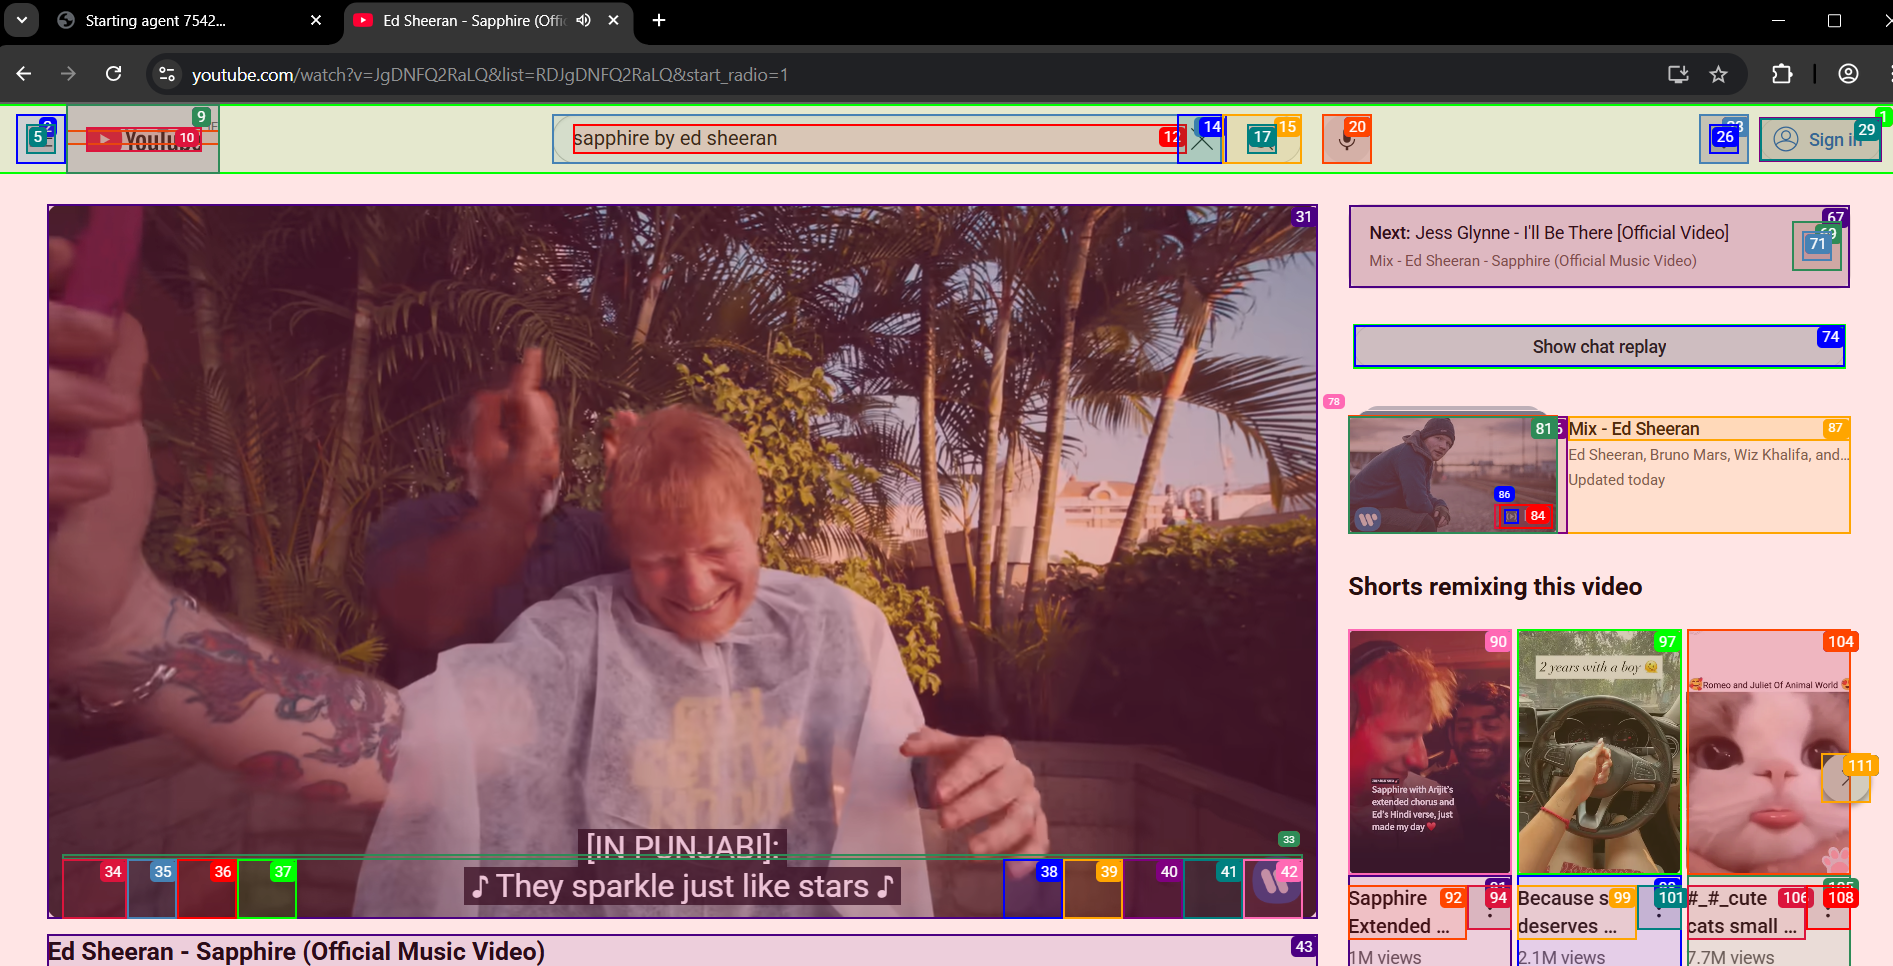 Starting agent 7542...
Ed Sheeran - Sapphire (Offic
youtube.com/watch?v=JgDNFQ2RaLQ&list=RDJgDNFQ2RaLQ&start_radio=1
5
9
10
sapphire by ed sheeran
12
14
15
17
20
26
Sign in
29
1
31
67
Next: Jess Glynne - I'll Be There [Official Video]
Mix - Ed Sheeran - Sapphire (Official Music Video)
71
Show chat replay
74
78
81
Mix - Ed Sheeran
87
Ed Sheeran, Bruno Mars, Wiz Khalifa, and...
Updated today
86
84
Shorts remixing this video
90
97
104
2 years with a boy
Romeo and Juliet Of Animal World
111
Sapphire with Arijit's
extended chorus and
Ed's Hindi verse, just
made my day
[IN PUNJABI]:
♪ They sparkle just like stars ♪
33
34
35
36
37
38
39
40
41
42
Ed Sheeran - Sapphire (Official Music Video)
43
Sapphire
Extended ...
92
94
1M views
Because s
deserves ...
99
101
2.1M views
#_#_cute
cats small ...
106
108
7.7M views